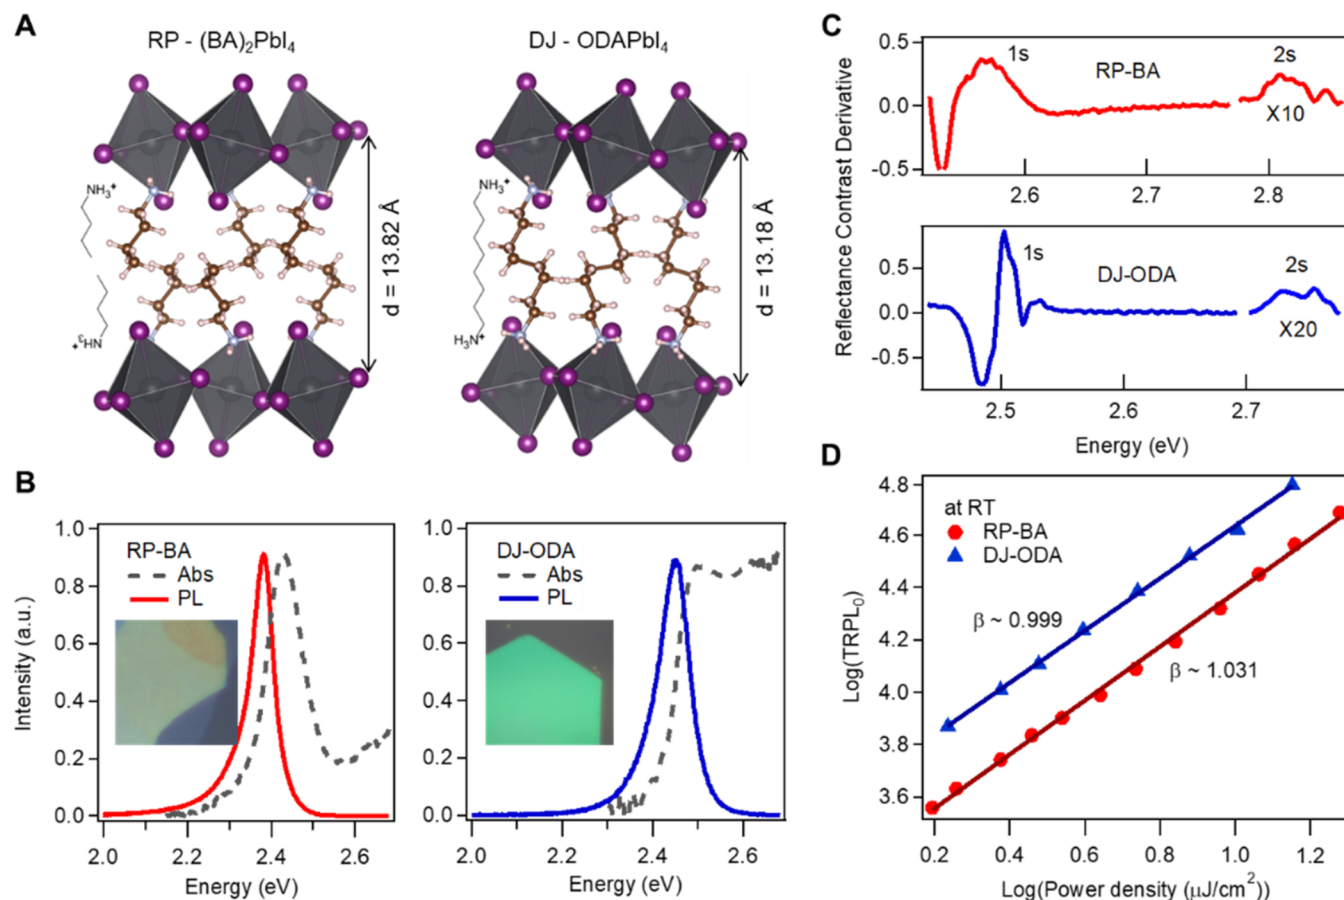 A
RP - (BA)₂PbI₄
DJ - ODAPbI₄
NH₃⁺
NH₃⁺
d = 13.82 Å
NH₃⁺
H₃N⁺
d = 13.18 Å
B
RP-BA
Abs
PL
1.0
0.8
0.6
0.4
0.2
0.0
Intensity (a.u.)
2.0
2.2
2.4
2.6
Energy (eV)
DJ-ODA
Abs
PL
1.0
0.8
0.6
0.4
0.2
0.0
2.0
2.2
2.4
2.6
Energy (eV)
C
Reflectance Contrast Derivative
0.5
0.0
-0.5
1s
RP-BA
2s
X10
2.6
2.7
2.8
0.5
0.0
-0.5
1s
DJ-ODA
2s
X20
2.5
2.6
2.7
Energy (eV)
D
Log(TRPL₀)
4.8
4.6
4.4
4.2
4.0
3.8
3.6
at RT
RP-BA
DJ-ODA
β ~ 0.999
β ~ 1.031
0.2
0.4
0.6
0.8
1.0
1.2
Log(Power density (μJ/cm²))